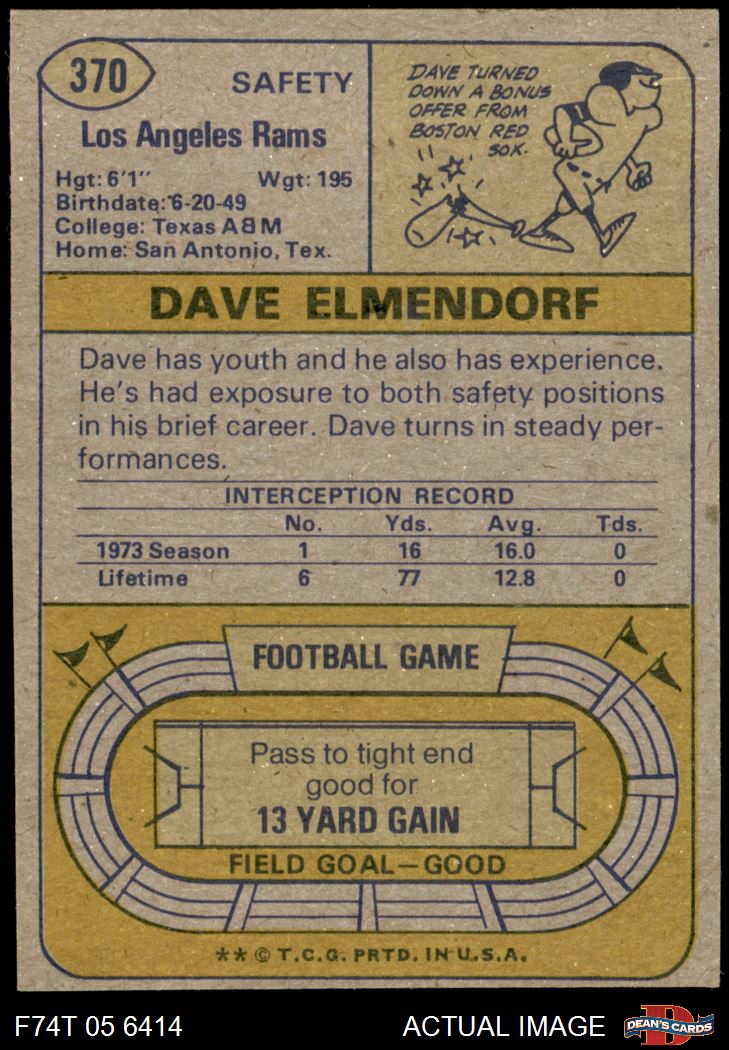 370
SAFETY
Los Angeles Rams
Hgt: 6'1" Wgt: 195
Birthdate: 6-20-49
College: Texas A&M
Home: San Antonio, Tex.
DAVE TURNED
DOWN A BONUS
OFFER FROM
BOSTON RED
SOX.
DAVE ELMENDORF
Dave has youth and he also has experience.
He's had exposure to both safety positions
in his brief career. Dave turns in steady per-
formances.
INTERCEPTION RECORD
No. Yds. Avg. Tds.
1973 Season 1 16 16.0 0
Lifetime 6 77 12.8 0
FOOTBALL GAME
Pass to tight end
good for
13 YARD GAIN
FIELD GOAL—GOOD
** © T.C.G. PRTD. IN U.S.A.
F74T 05 6414 ACTUAL IMAGE
D
DEAN'S CARDS